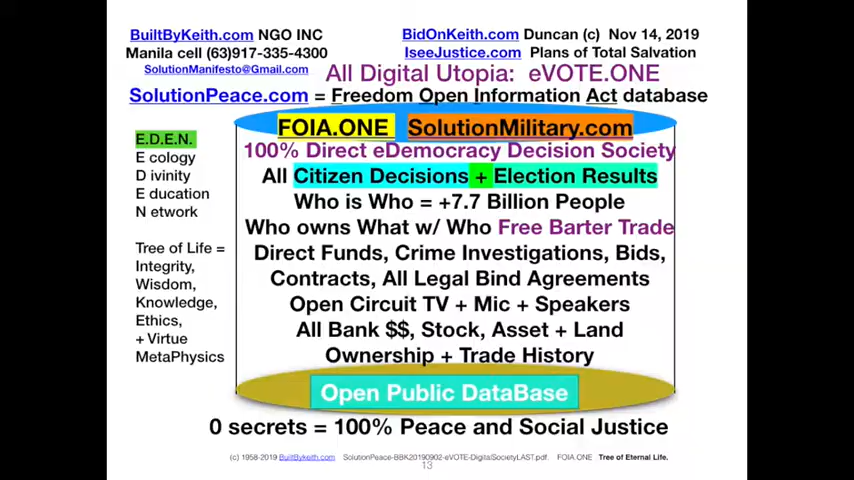 BuiltByKeith.com NGO INC
BidOnKeith.com Duncan (c) Nov 14, 2019
Manila cell (63)917-335-4300
IseeJustice.com Plans of Total Salvation
SolutionManifesto@Gmail.com
All Digital Utopia: eVOTE.ONE
SolutionPeace.com = Freedom Open Information Act database
FOIA.ONE SolutionMilitary.com
100% Direct eDemocracy Decision Society
All Citizen Decisions + Election Results
Who is Who = +7.7 Billion People
Who owns What w/ Who Free Barter Trade
Direct Funds, Crime Investigations, Bids,
Contracts, All Legal Bind Agreements
Open Circuit TV + Mic + Speakers
All Bank $$, Stock, Asset + Land
Ownership + Trade History
Open Public DataBase
E.D.E.N.
E cology
D ivinity
E ducation
N etwork
Tree of Life =
Integrity,
Wisdom,
Knowledge,
Ethics,
+ Virtue
MetaPhysics
0 secrets = 100% Peace and Social Justice
(c) 1958-2019 BuiltByKeith.com SolutionPeace-BBK20190902-eVOTE-DigitalSocietyLAST.pdf. FOIA.ONE Tree of Eternal Life.
13